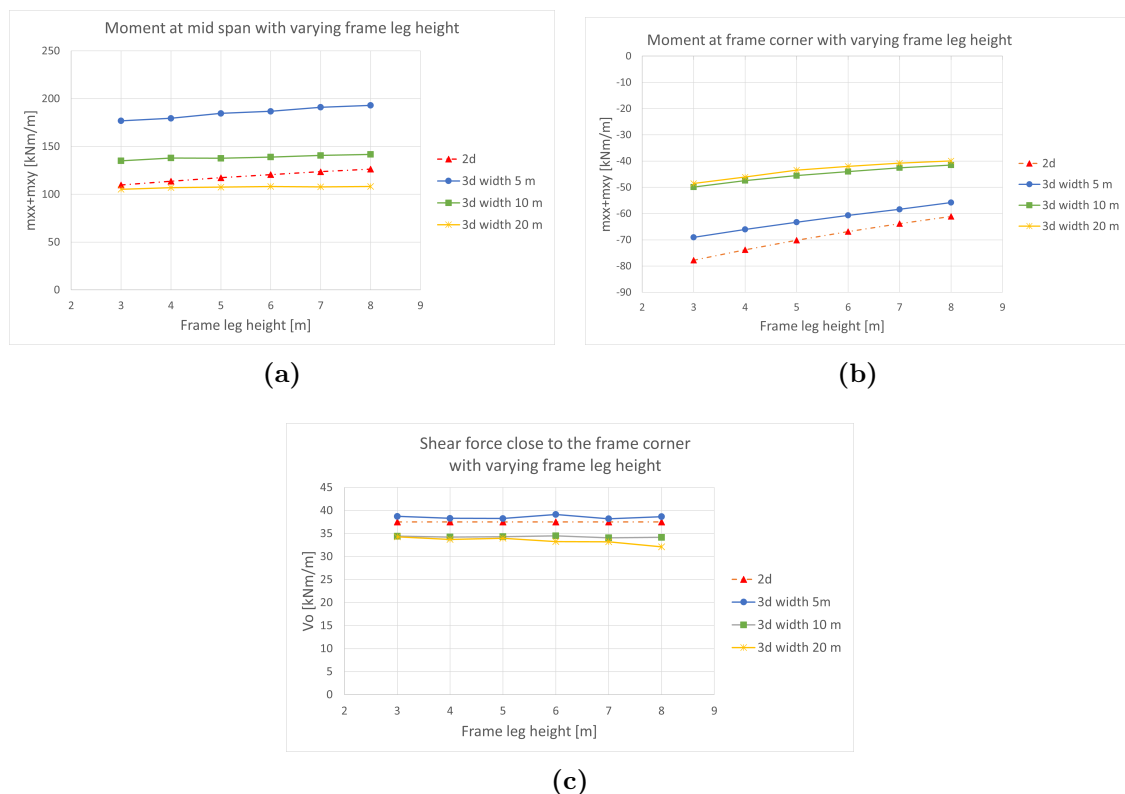 Moment at mid span with varying frame leg height
250
200
150
100
50
0
mxx+mxy [kNm/m]
2 3 4 5 6 7 8 9
Frame leg height [m]
2d
3d width 5 m
3d width 10 m
3d width 20 m
(a)
Moment at frame corner with varying frame leg height
0
-10
-20
-30
-40
-50
-60
-70
-80
-90
mxx+mxy [kNm/m]
2 3 4 5 6 7 8 9
Frame leg height [m]
2d
3d width 5 m
3d width 10 m
3d width 20 m
(b)
Shear force close to the frame corner
with varying frame leg height
45
40
35
30
25
20
15
10
5
0
Vo [kNm/m]
2 3 4 5 6 7 8 9
Frame leg height [m]
2d
3d width 5m
3d width 10 m
3d width 20 m
(c)